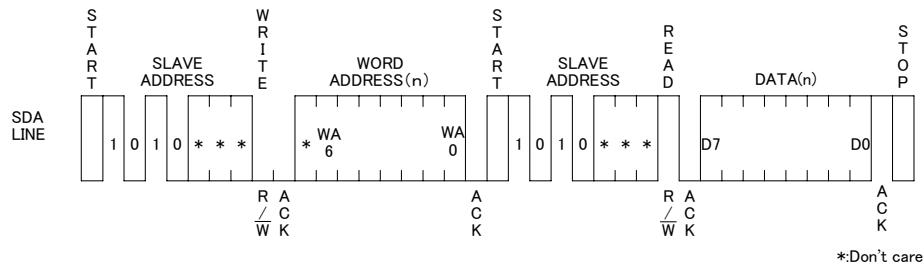 START
WRITE
START
READ
STOP
SLAVE ADDRESS
WORD ADDRESS(n)
SLAVE ADDRESS
DATA(n)
SDA LINE
1 0 1 0 * * *
* WA 6
WA 0
1 0 1 0 * * *
D7
D0
R/W
ACK
ACK
R/W
ACK
ACK
*:Don't care